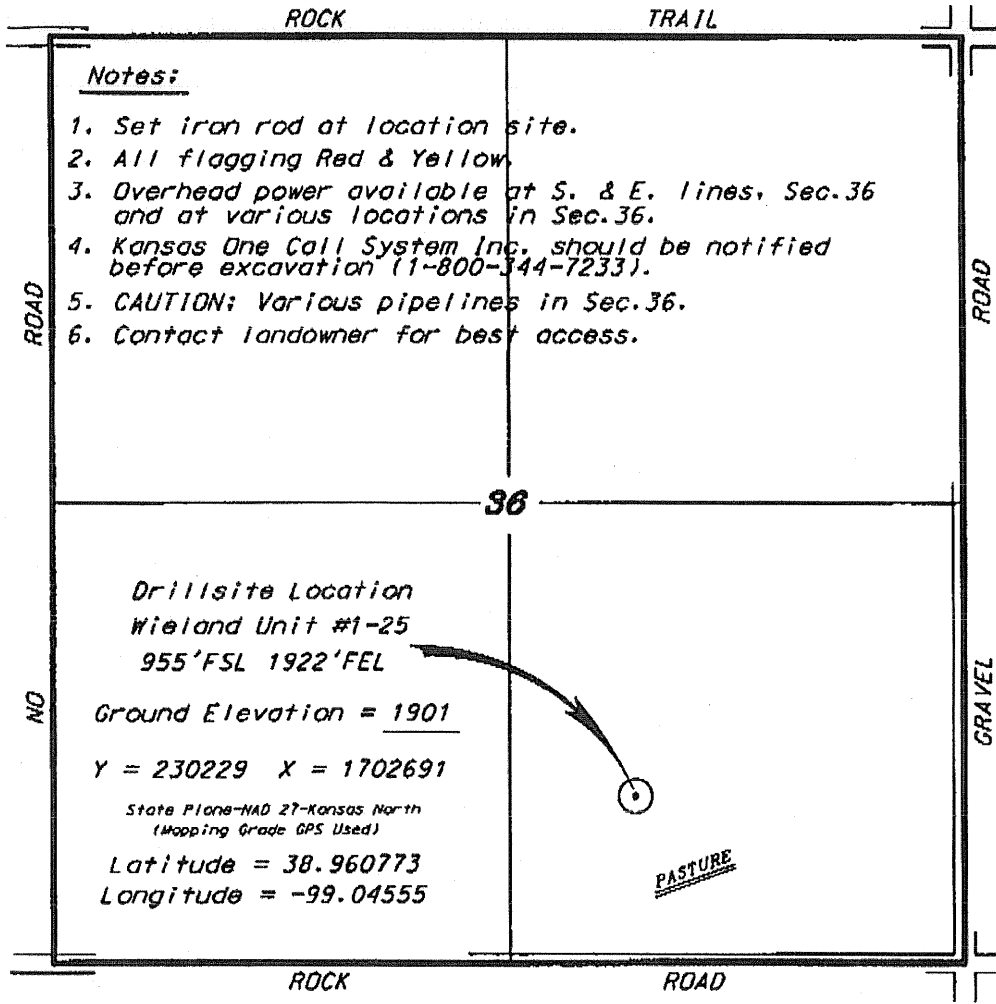 ROCK TRAIL
Notes:
1. Set iron rod at location site.
2. All flagging Red & Yellow.
3. Overhead power available at S. & E. lines, Sec.36
and at various locations in Sec.36.
4. Kansas One Call System Inc. should be notified
before excavation (1-800-344-7233).
5. CAUTION: Various pipelines in Sec.36.
6. Contact landowner for best access.
ROAD
ROAD
36
Drillsite Location
Wieland Unit #1-25
955'FSL 1922'FEL
Ground Elevation = 1901
Y = 230229 X = 1702691
State Plane-NAD 27-Kansas North
(Mapping Grade GPS Used)
Latitude = 38.960773
Longitude = -99.04555
NO
GRAVEL
PASTURE
ROCK ROAD